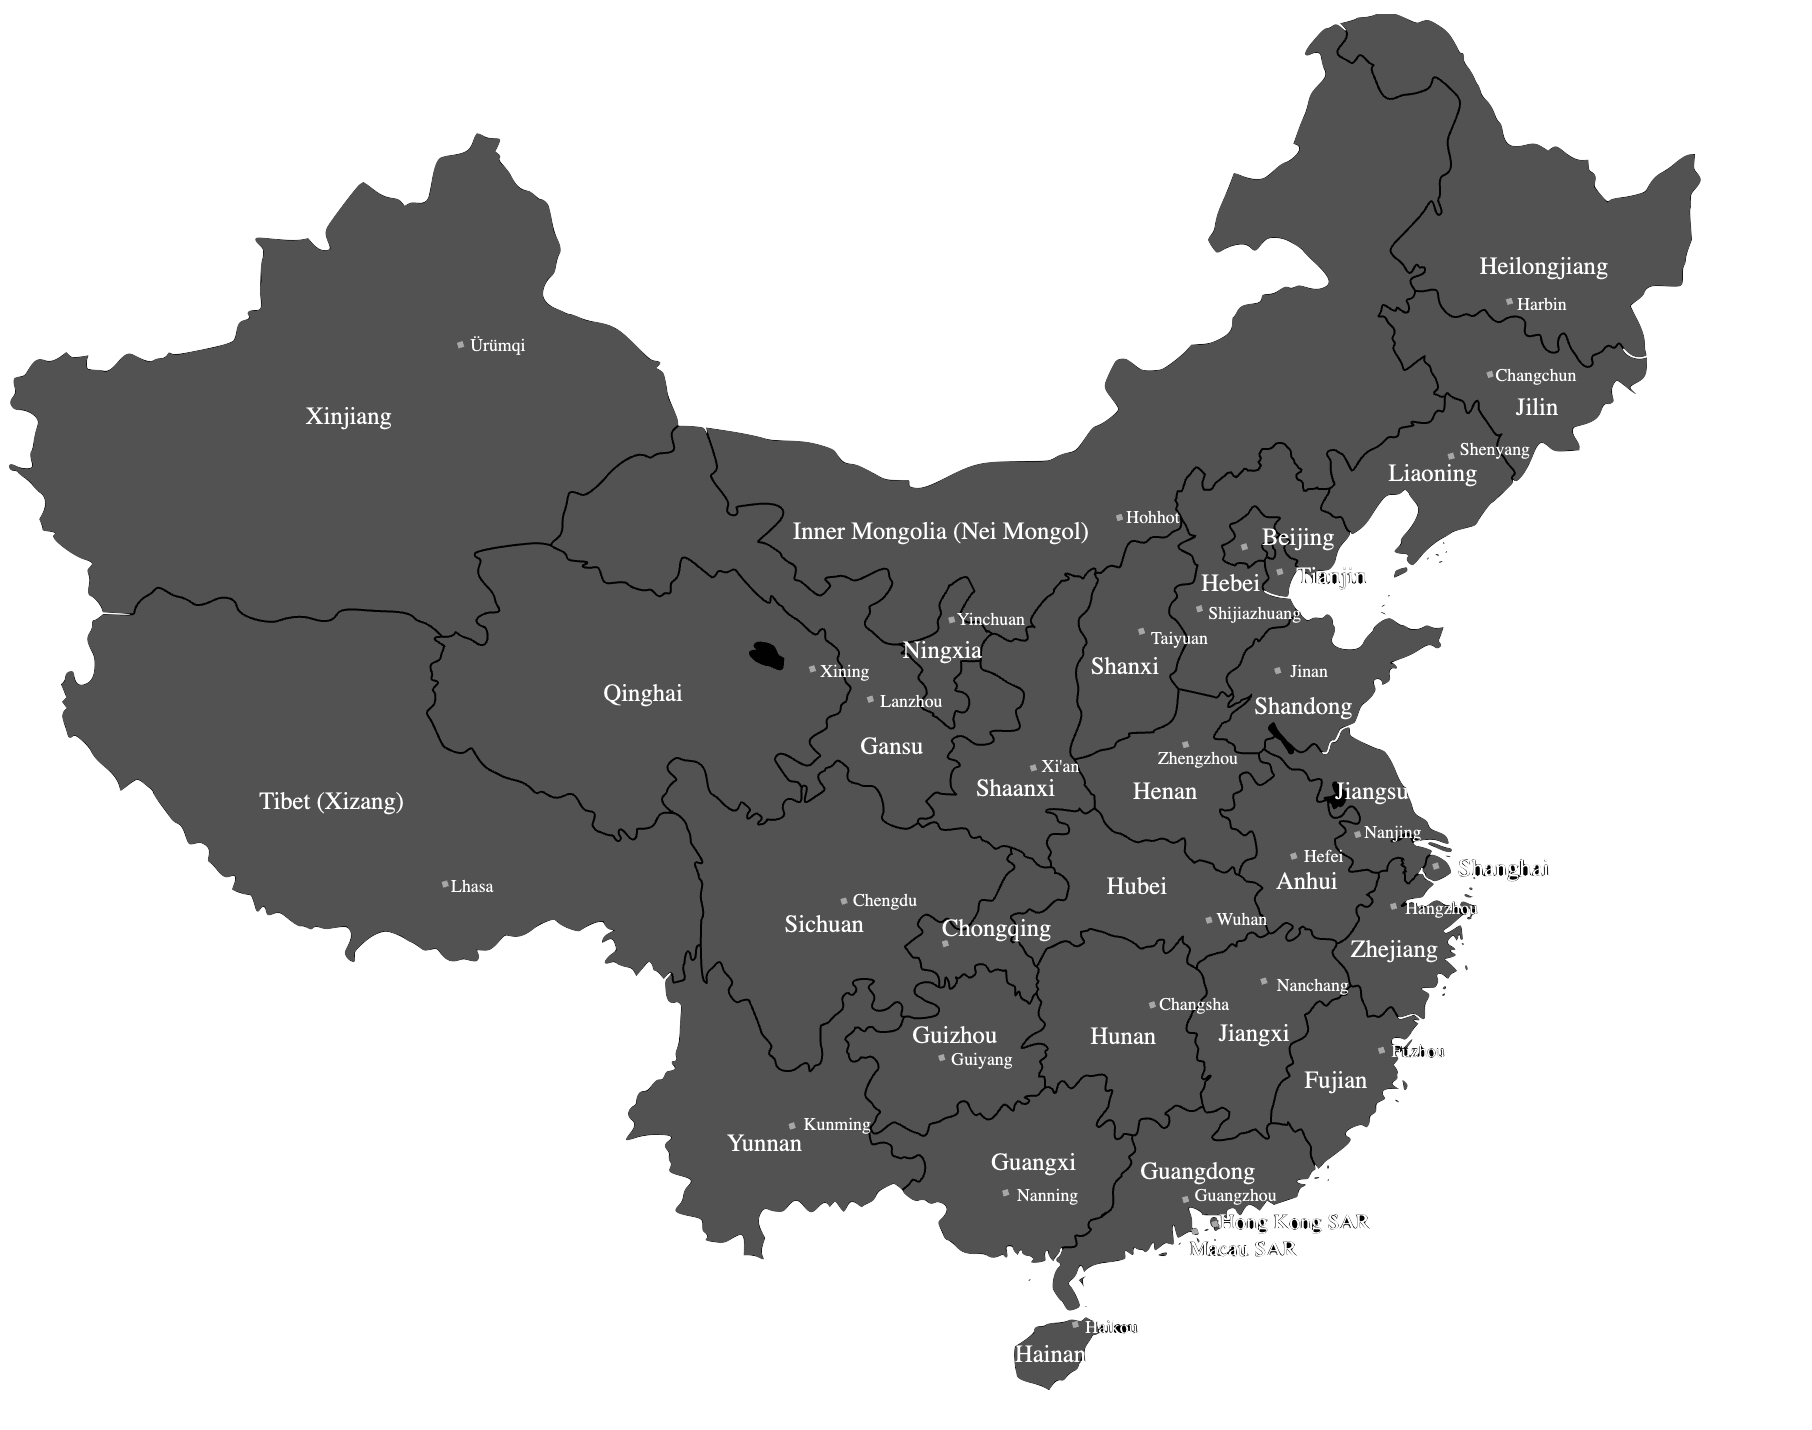 Heilongjiang
Harbin
Ürümqi
Changchun
Jilin
Xinjiang
Shenyang
Liaoning
Hohhot
Inner Mongolia (Nei Mongol)
Beijing
Tianjin
Hebei
Shijiazhuang
Yinchuan
Taiyuan
Ningxia
Shanxi
Xining
Jinan
Qinghai
Lanzhou
Shandong
Gansu
Zhengzhou
Xi'an
Shaanxi
Henan
Jiangsu
Tibet (Xizang)
Nanjing
Hefei
Shanghai
Anhui
Lhasa
Hubei
Chengdu
Hangzhou
Wuhan
Sichuan
Chongqing
Zhejiang
Nanchang
Changsha
Jiangxi
Guizhou
Hunan
Fuzhou
Guiyang
Fujian
Kunming
Yunnan
Guangxi
Guangdong
Nanning
Guangzhou
Hong Kong SAR
Macau SAR
Haikou
Hainan